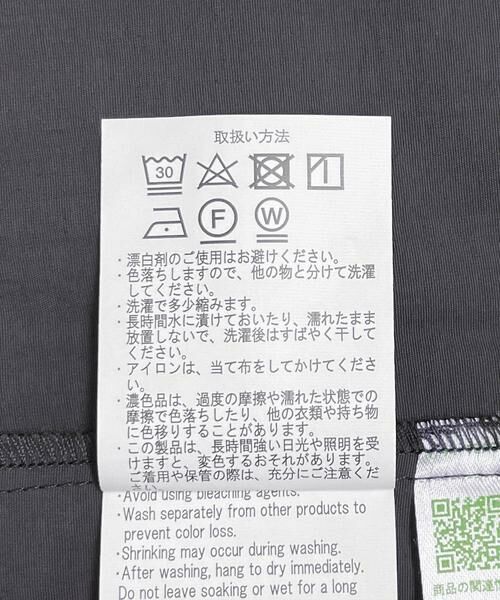 取扱い方法
30
F
W
・漂白剤のご使用はお避けください。
・色落ちしますので、他の物と分けて洗濯
してください。
・洗濯で多少縮みます。
・長時間水に漬けておいたり、濡れたまま
放置しないで、洗濯後はすばやく干して
ください。
・アイロンは、当て布をしてかけてくださ
い。
・濃色品は、過度の摩擦や濡れた状態での
摩擦で色落ちしたり、他の衣類や持ち物
に色移りすることがあります。
・この製品は、長時間強い日光や照明を受
けますと、変色するおそれがあります。
ご着用や保管の際は、充分にご注意くだ
さい。
・Avoid using bleaching agents.
・Wash separately from other products to
prevent color loss.
・Shrinking may occur during washing.
・After washing, hang to dry immediately.
Do not leave soaking or wet for a long
商品の関連情